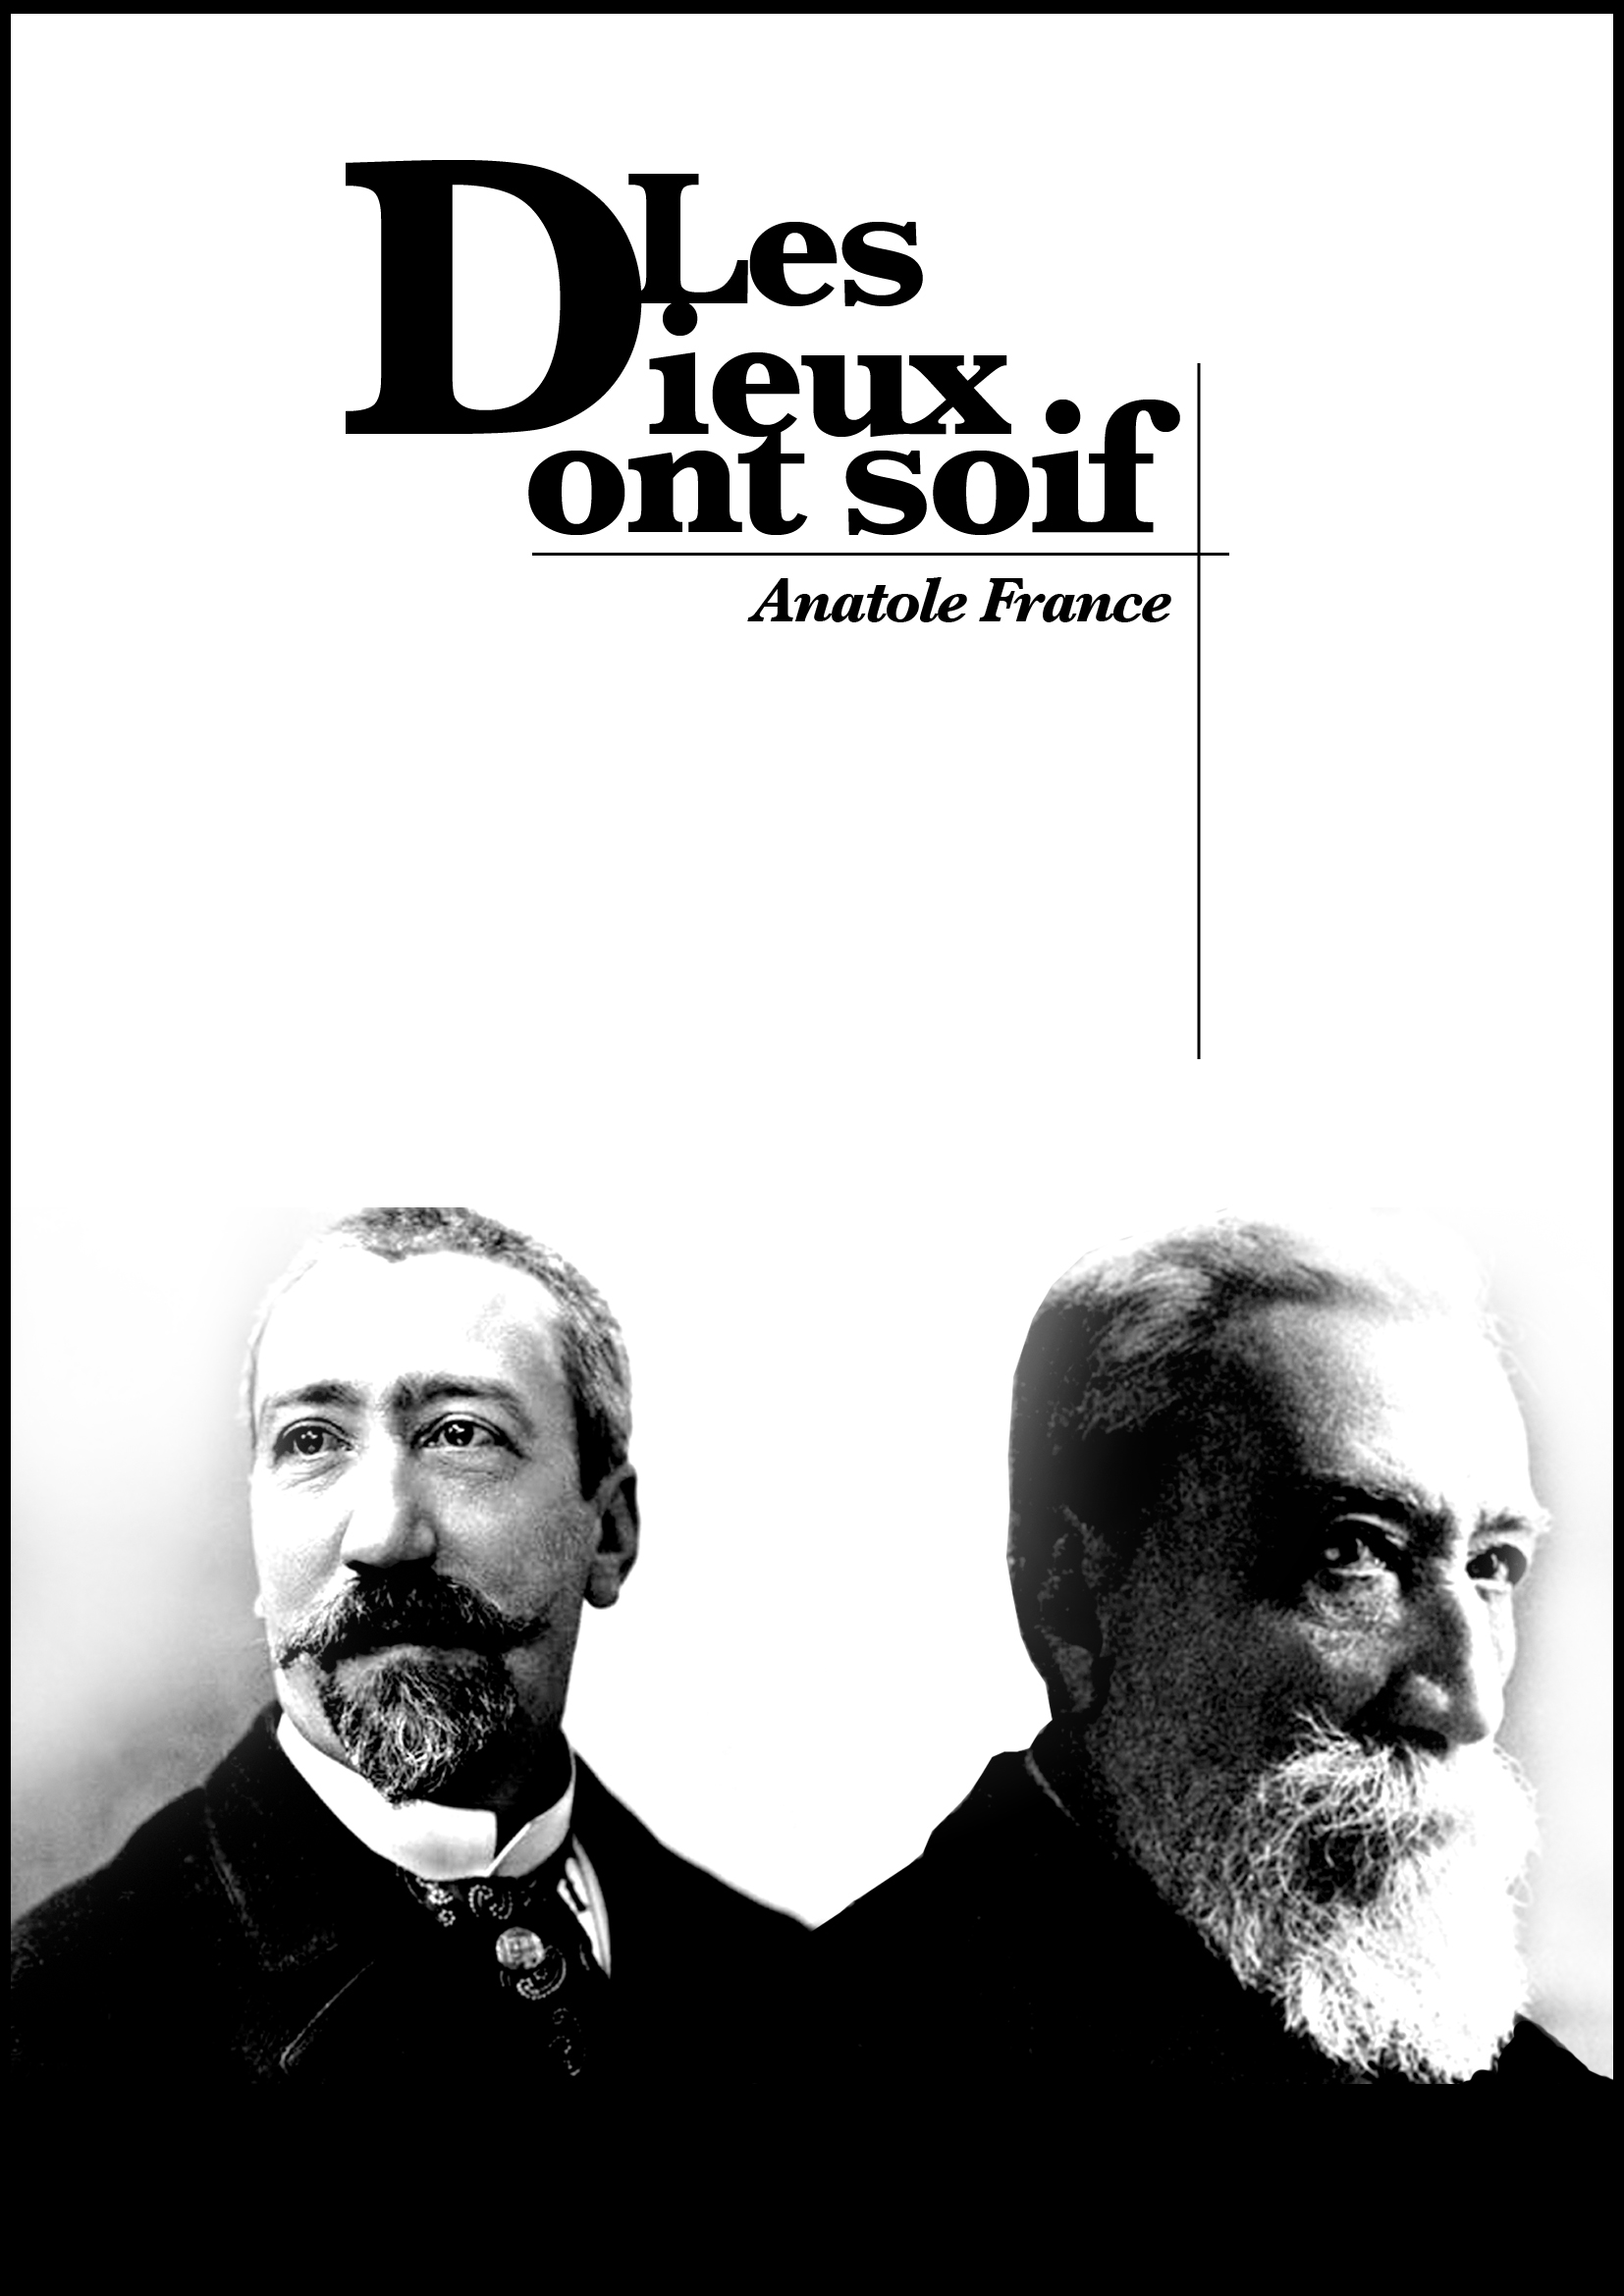 Les
Dieux
ont soif
Anatole France